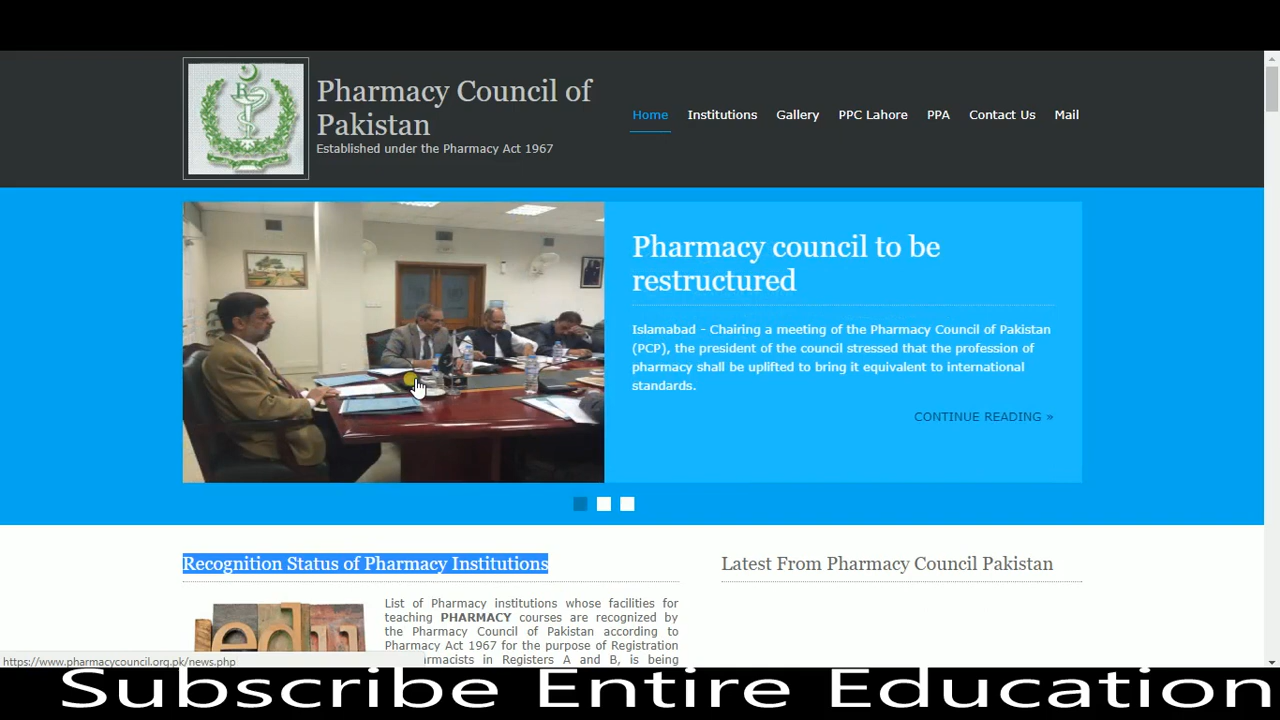 Pharmacy Council of
Pakistan
Established under the Pharmacy Act 1967
Home Institutions Gallery PPC Lahore PPA Contact Us Mail
Pharmacy council to be
restructured
Islamabad - Chairing a meeting of the Pharmacy Council of Pakistan
(PCP), the president of the council stressed that the profession of
pharmacy shall be uplifted to bring it equivalent to international
standards.
CONTINUE READING »
Recognition Status of Pharmacy Institutions
Latest From Pharmacy Council Pakistan
edu
List of Pharmacy institutions whose facilities for
teaching PHARMACY courses are recognized by
the Pharmacy Council of Pakistan according to
Pharmacy Act 1967 for the purpose of Registration
in Registers A and B, is being
https://www.pharmacycouncil.org.pk/news.php
Subscribe Entire Education